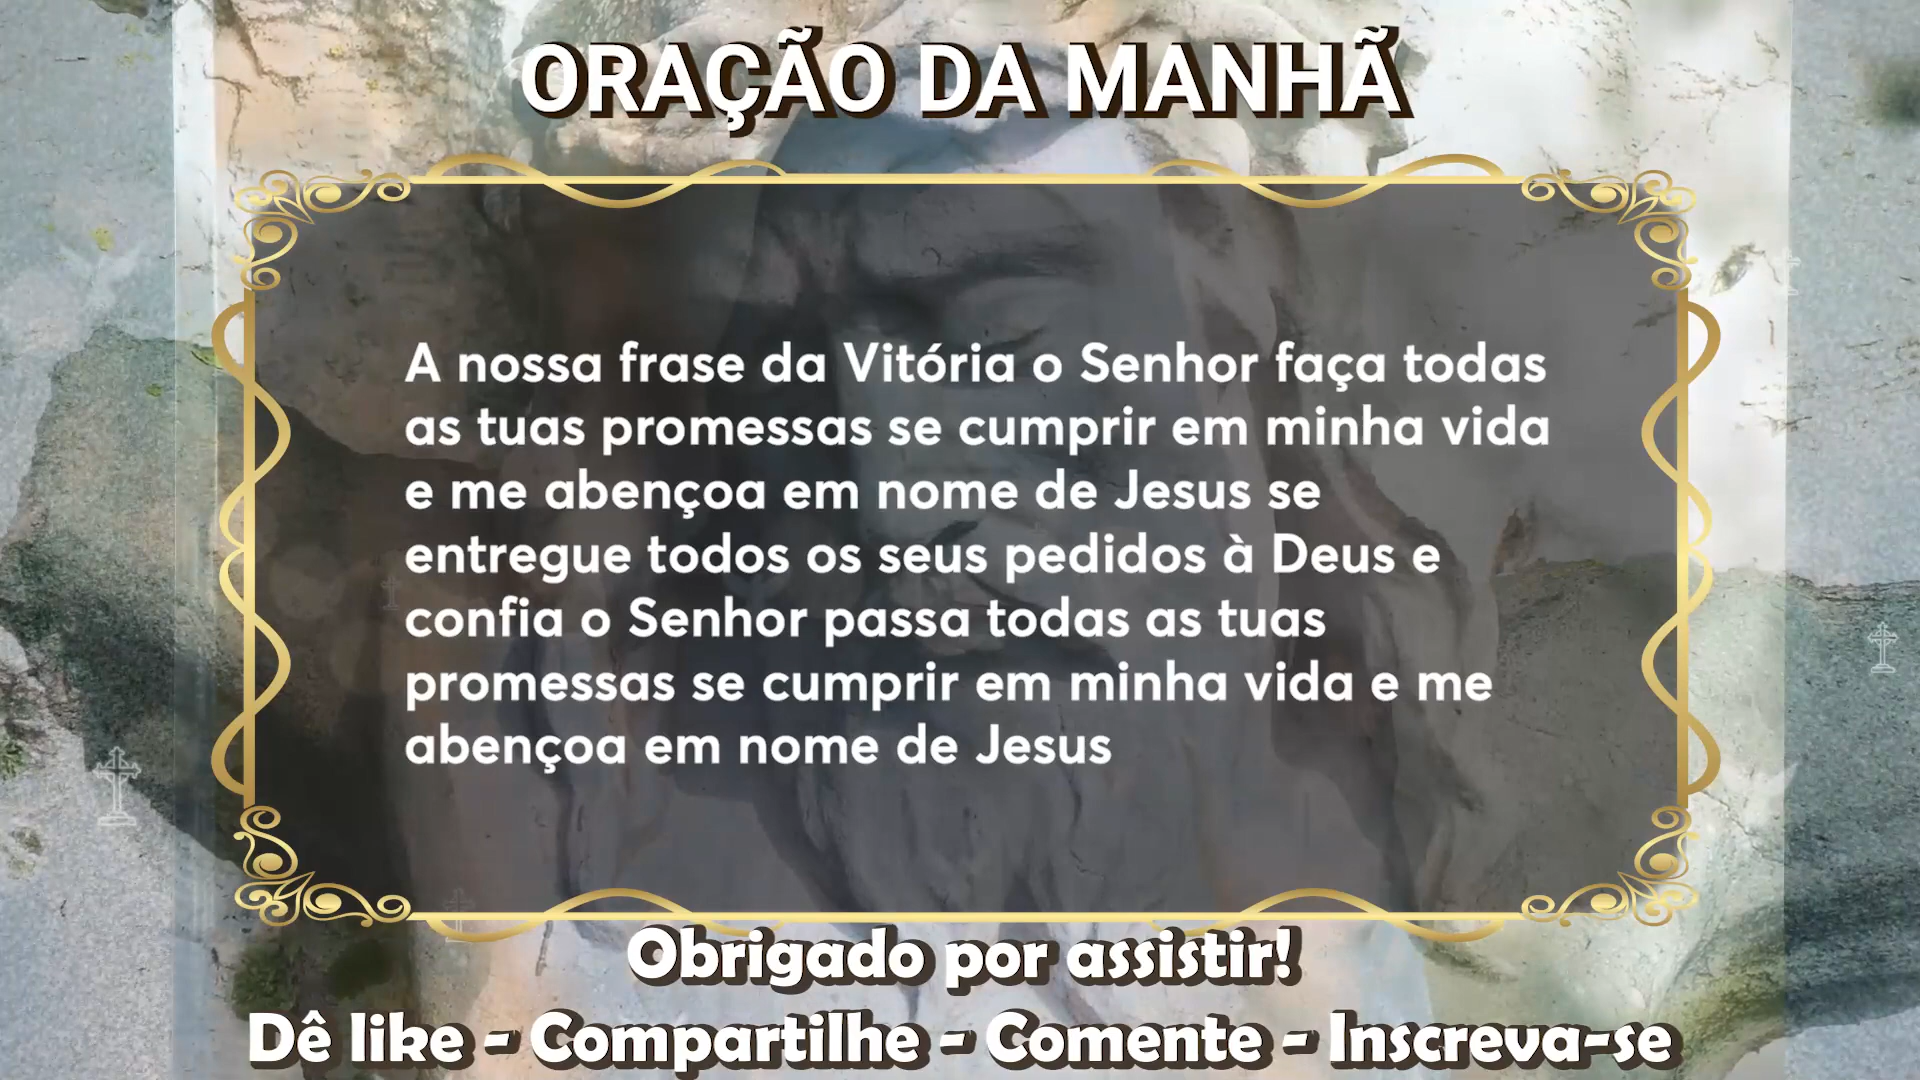 ORAÇÃO DA MANHÃ
A nossa frase da Vitória o Senhor faça todas
as tuas promessas se cumprir em minha vida
e me abençoa em nome de Jesus se
entregue todos os seus pedidos à Deus e
confia o Senhor passa todas as tuas
promessas se cumprir em minha vida e me
abençoa em nome de Jesus
Obrigado por assistir!
Dê like - Compartilhe - Comente - Inscreva-se